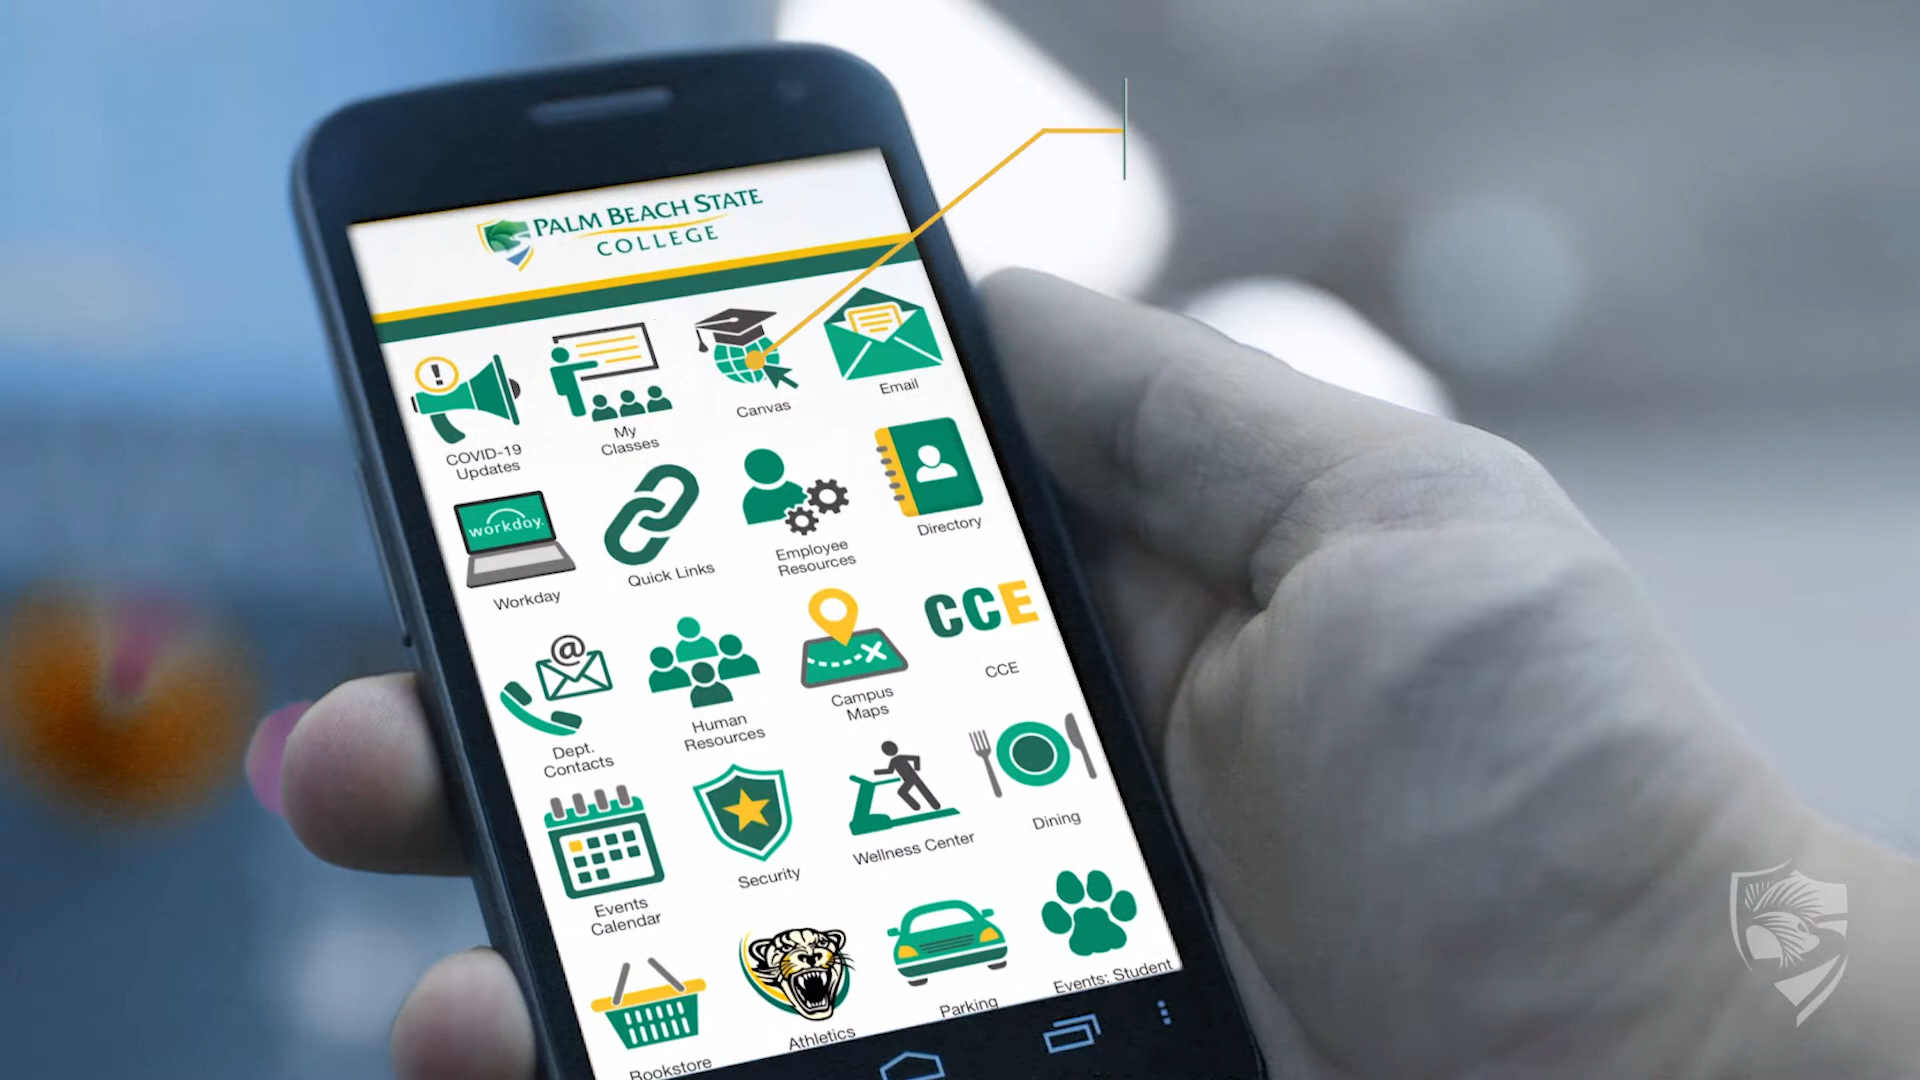 PALM BEACH STATE
COLLEGE
!
COVID-19
Updates
My
Classes
Canvas
Email
workday.
Workday
Quick Links
Employee
Resources
Directory
@
Dept.
Contacts
Human
Resources
Campus
Maps
CCE
CCE
Events
Calendar
Security
Wellness Center
Dining
Bookstore
Athletics
Parking
Events: Student